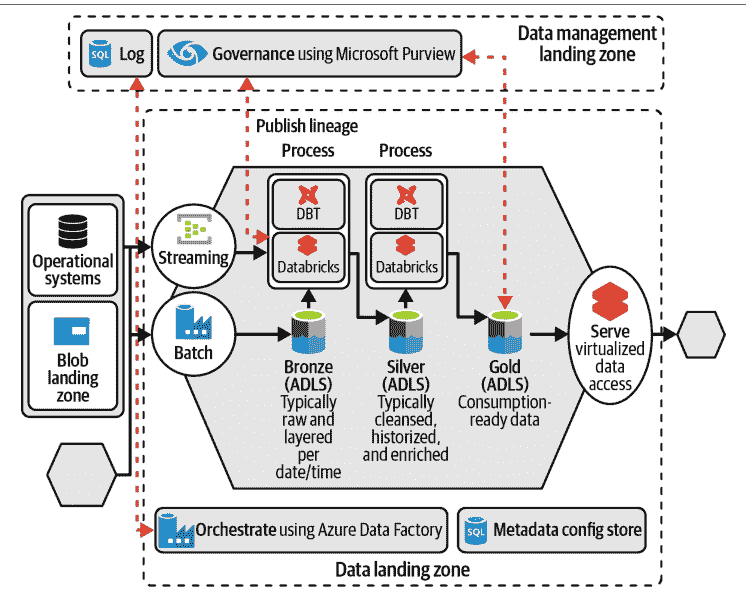 Data management
landing zone
SQL
Log
Governance using Microsoft Purview
Publish lineage
Process
Process
DBT
DBT
Databricks
Databricks
Operational
systems
Blob
landing
zone
Streaming
Batch
Bronze
(ADLS)
Typically
raw and
layered
per
date/time
Silver
(ADLS)
Typically
cleansed,
historized,
and enriched
Gold
(ADLS)
Consumption-
ready data
Serve
virtualized
data
access
Orchestrate using Azure Data Factory
SQL
Metadata config store
Data landing zone